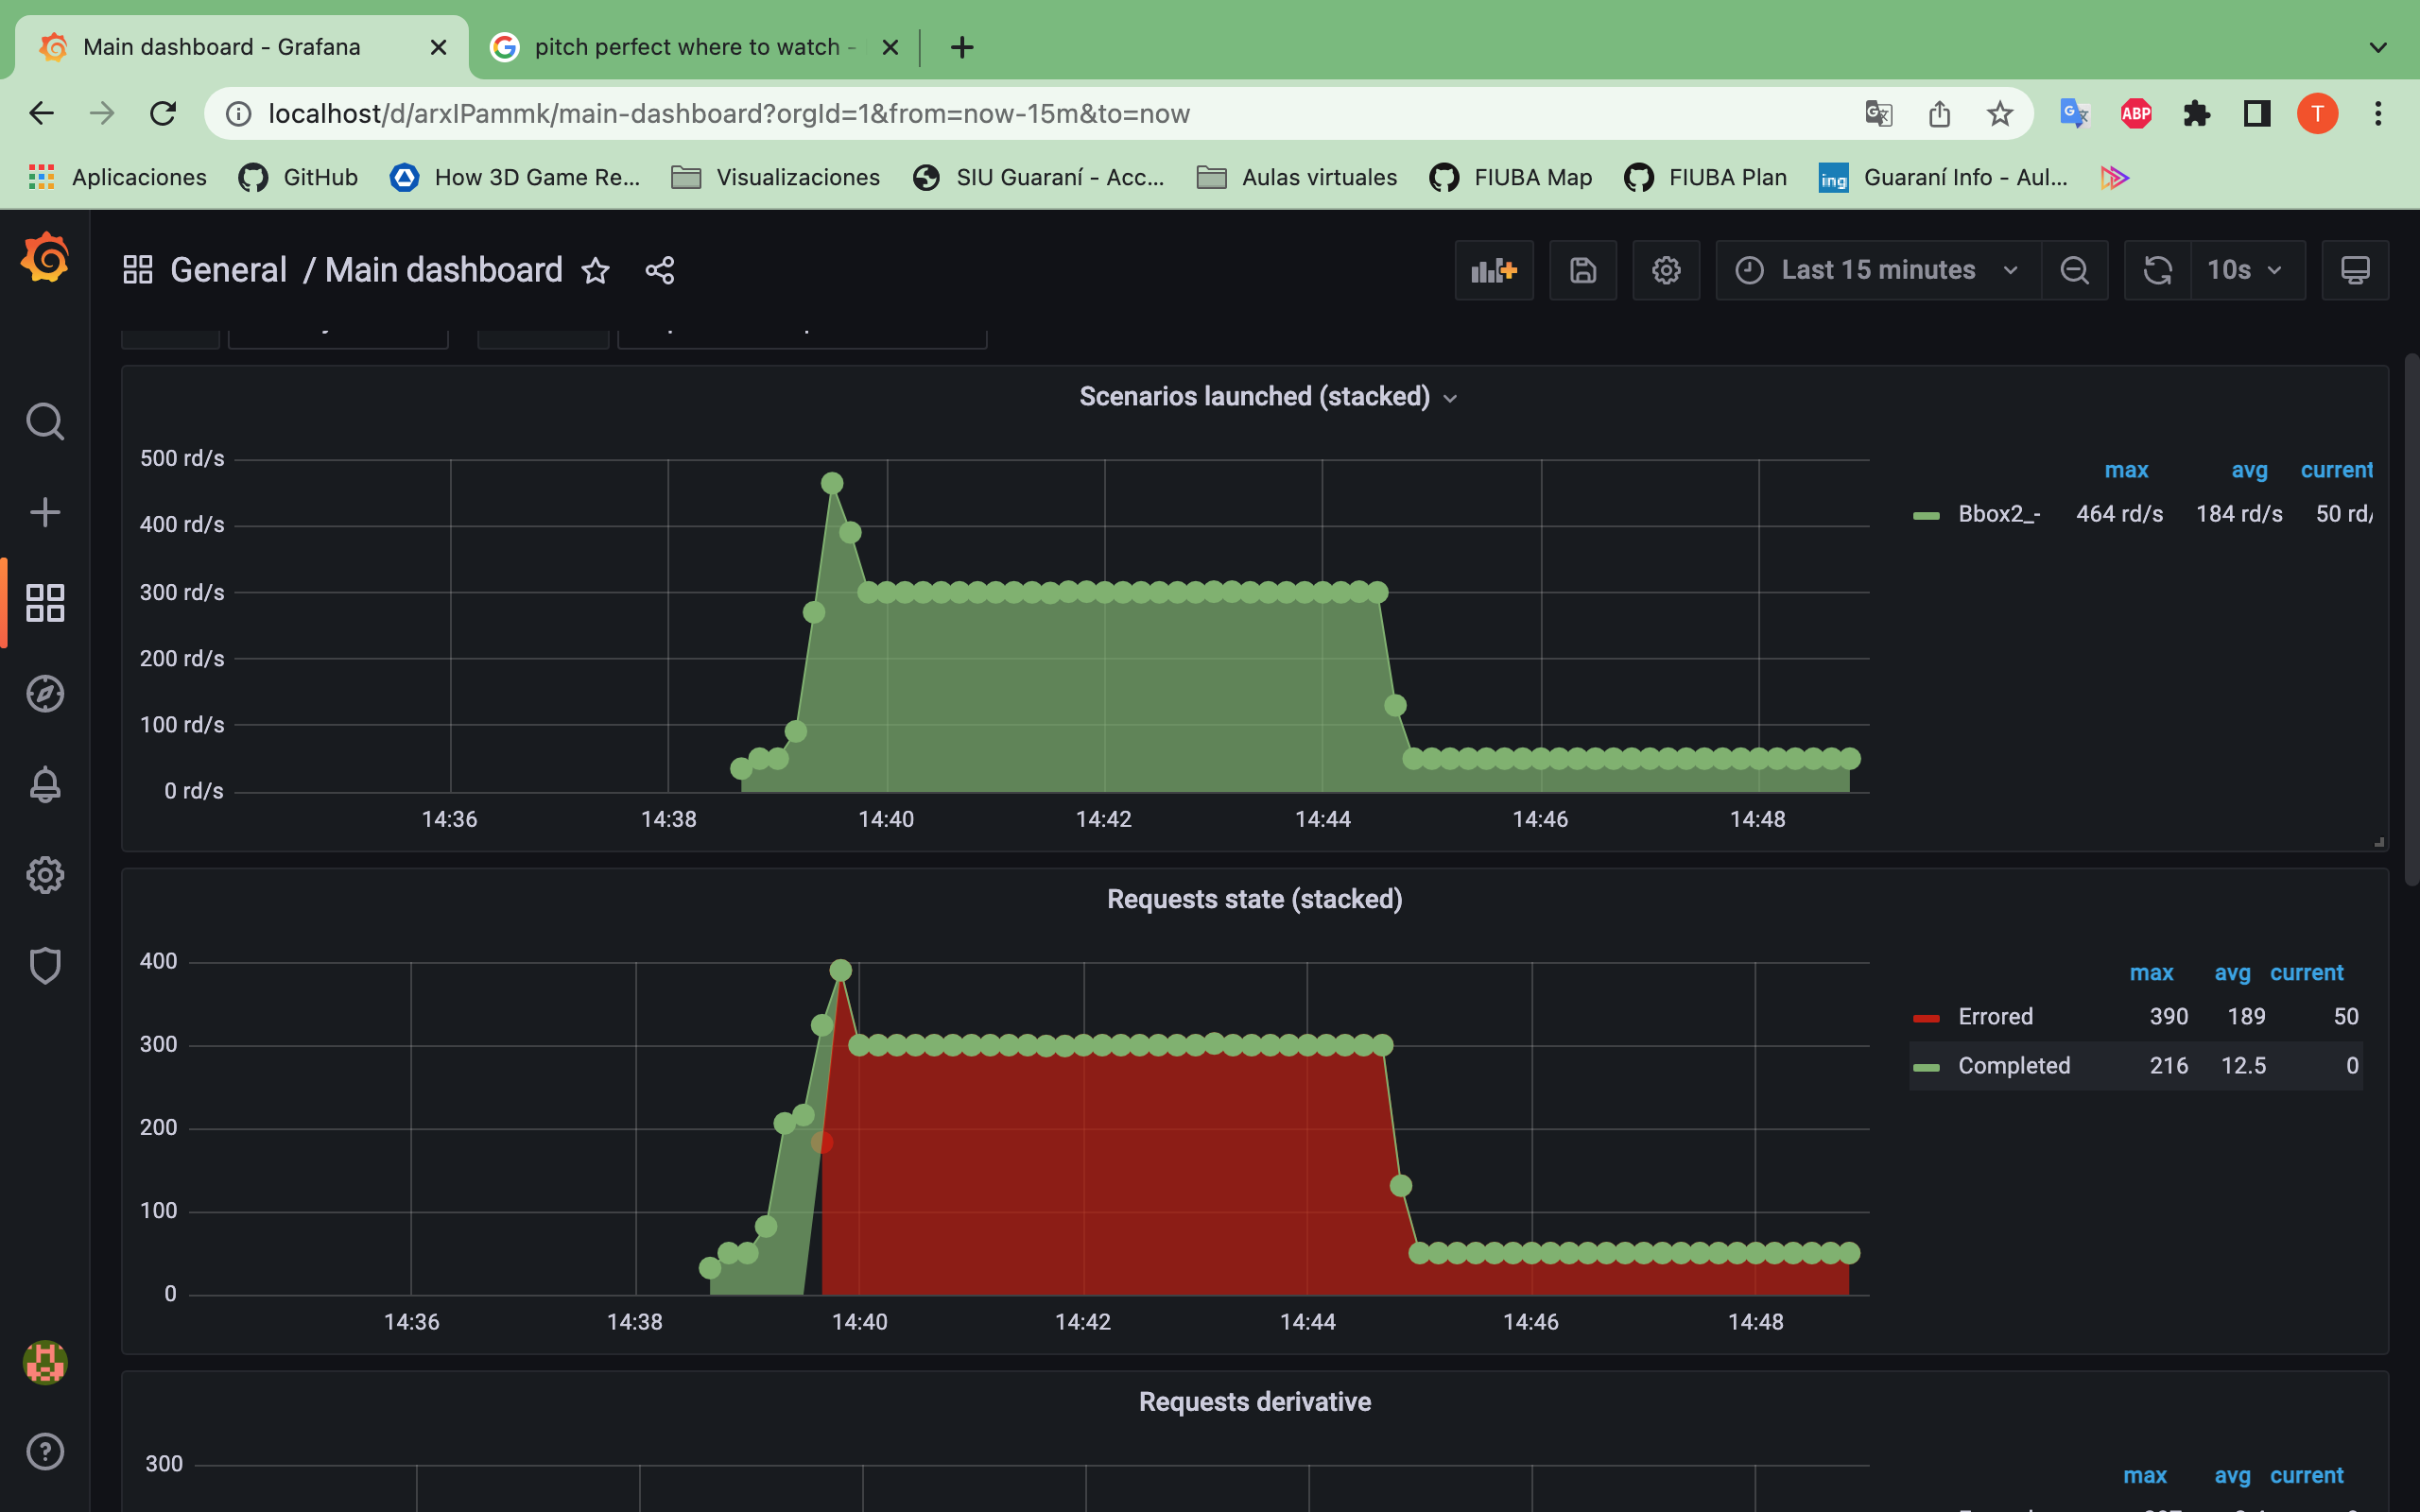 Main dashboard - Grafana
pitch perfect where to watch -
localhost/d/arxIPammk/main-dashboard?orgId=1&from=now-15m&to=now
ABP
T
Aplicaciones
GitHub
How 3D Game Re...
Visualizaciones
SIU Guaraní - Acc...
Aulas virtuales
FIUBA Map
FIUBA Plan
ing
Guaraní Info - Aul...
General / Main dashboard
Last 15 minutes
10s
Scenarios launched (stacked)
500 rd/s
400 rd/s
300 rd/s
200 rd/s
100 rd/s
0 rd/s
14:36 14:38 14:40 14:42 14:44 14:46 14:48
max avg current
Bbox2_- 464 rd/s 184 rd/s 50 rd/
Requests state (stacked)
400
300
200
100
0
14:36 14:38 14:40 14:42 14:44 14:46 14:48
max avg current
Errored 390 189 50
Completed 216 12.5 0
Requests derivative
300
max avg current